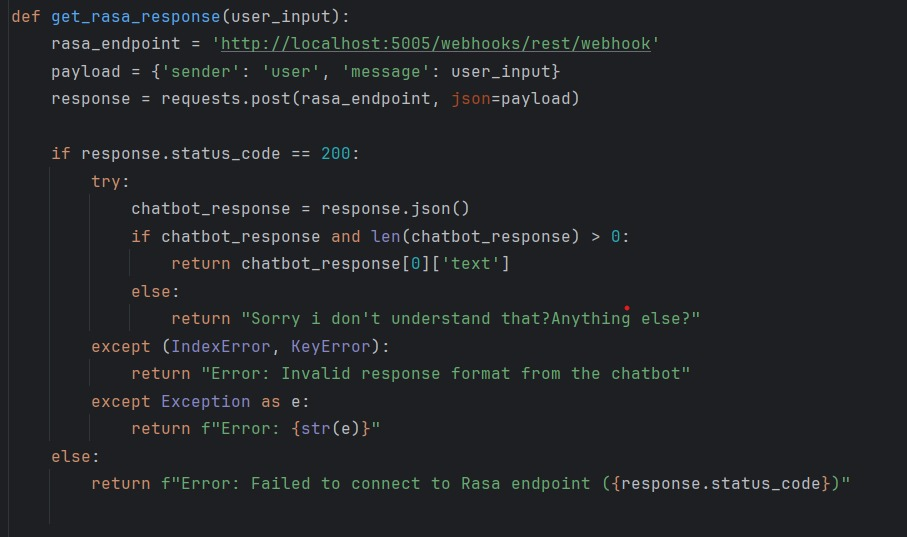 def get_rasa_response(user_input):
    rasa_endpoint = 'http://localhost:5005/webhooks/rest/webhook'
    payload = {'sender': 'user', 'message': user_input}
    response = requests.post(rasa_endpoint, json=payload)

    if response.status_code == 200:
        try:
            chatbot_response = response.json()
            if chatbot_response and len(chatbot_response) > 0:
                return chatbot_response[0]['text']
            else:
                return "Sorry i don't understand that?Anything else?"
        except (IndexError, KeyError):
            return "Error: Invalid response format from the chatbot"
        except Exception as e:
            return f"Error: {str(e)}"
    else:
        return f"Error: Failed to connect to Rasa endpoint ({response.status_code})"